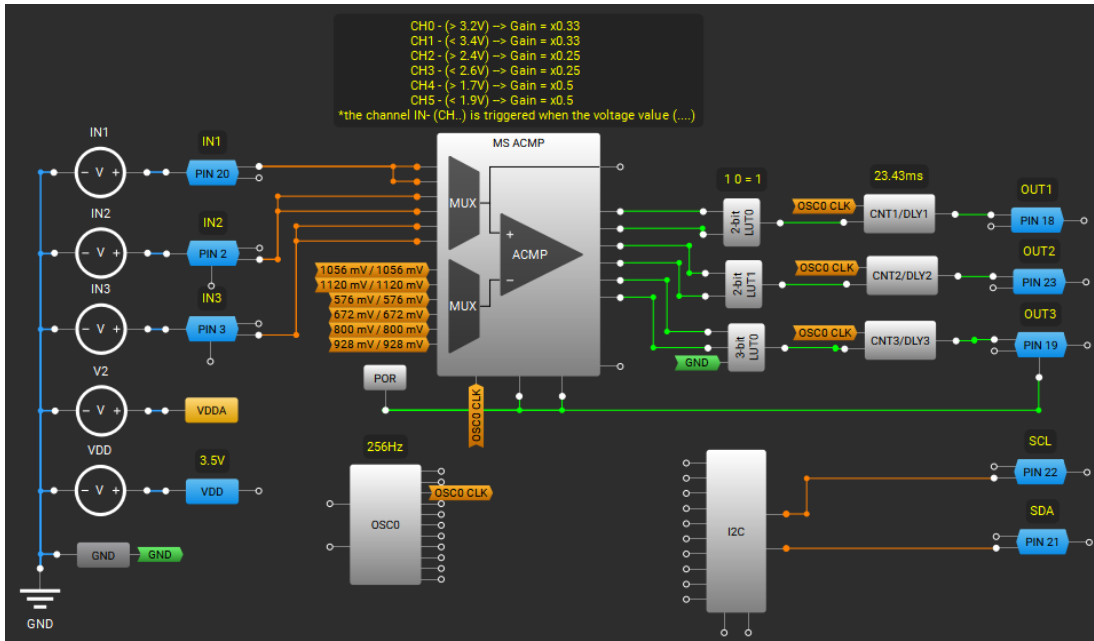 CH0 - (> 3.2V) --> Gain = x0.33
CH1 - (< 3.4V) --> Gain = x0.33
CH2 - (> 2.4V) --> Gain = x0.25
CH3 - (< 2.6V) --> Gain = x0.25
CH4 - (> 1.7V) --> Gain = x0.5
CH5 - (< 1.9V) --> Gain = x0.5
*the channel IN- (CH..) is triggered when the voltage value (....)
IN1
- V +
IN1
PIN 20
IN2
- V +
IN2
PIN 2
IN3
- V +
IN3
PIN 3
V2
- V +
VDDA
VDD
- V +
3.5V
VDD
GND
GND
GND
MS ACMP
MUX
+
ACMP
-
MUX
1056 mV / 1056 mV
1120 mV / 1120 mV
576 mV / 576 mV
672 mV / 672 mV
800 mV / 800 mV
928 mV / 928 mV
POR
OSC0 CLK
256Hz
OSC0
OSC0 CLK
1 0 = 1
2-bit
LUT0
2-bit
LUT1
3-bit
LUT0
GND
23.43ms
OSC0 CLK
CNT1/DLY1
OSC0 CLK
CNT2/DLY2
OSC0 CLK
CNT3/DLY3
OUT1
PIN 18
OUT2
PIN 23
OUT3
PIN 19
I2C
SCL
PIN 22
SDA
PIN 21